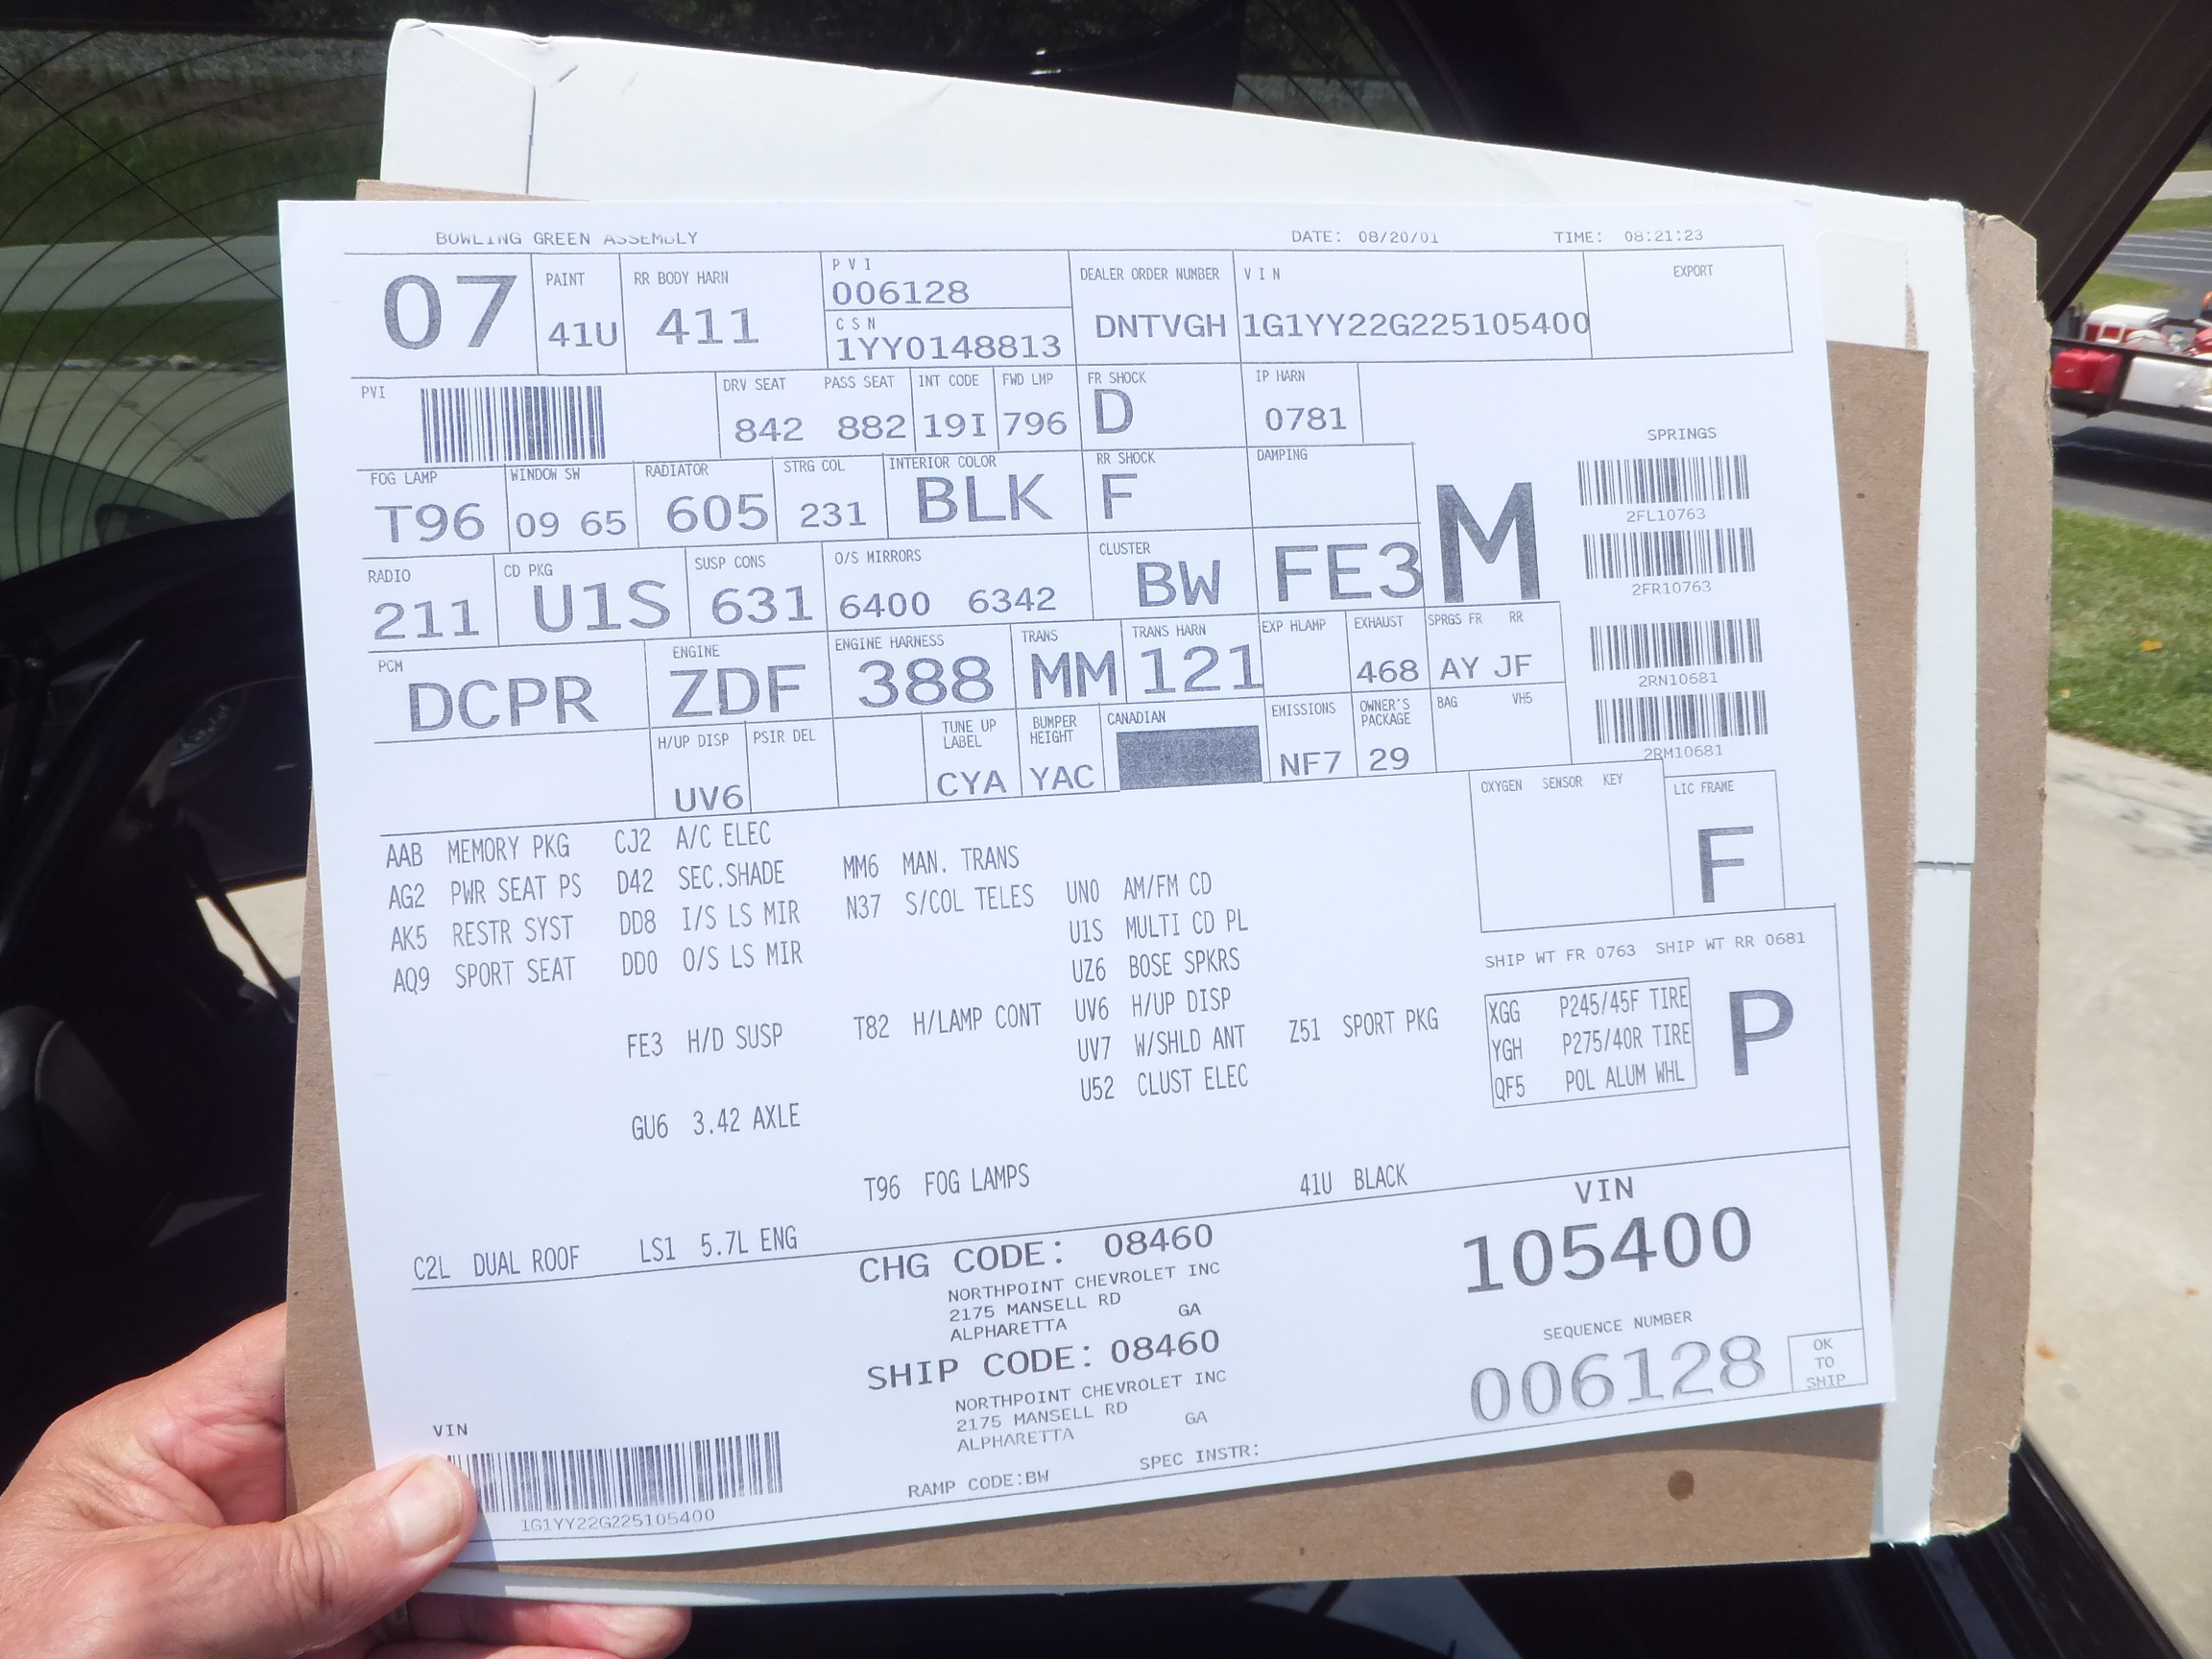 BOWLING GREEN ASSEMBLY DATE: 08/20/01 TIME: 08:21:23
07 PAINT 41U RR BODY HARN 411 PVI 006128 DEALER ORDER NUMBER DNTVGH VIN 1G1YY22G225105400 EXPORT
CSN 1YY0148813
PVI DRV SEAT 842 PASS SEAT 882 INT CODE 19I FWD LMP 796 FR SHOCK D IP HARN 0781
SPRINGS
FOG LAMP T96 WINDOW SW 09 65 RADIATOR 605 STRG COL 231 INTERIOR COLOR BLK RR SHOCK F DAMPING
M
2FL10763
RADIO 211 CD PKG U1S SUSP CONS 631 O/S MIRRORS 6400 6342 CLUSTER BW FE3
2FR10763
PCM DCPR ENGINE ZDF ENGINE HARNESS 388 TRANS MM TRANS HARN 121 EXP HLAMP EXHAUST 468 SPRGS FR RR AY JF
2RN10681
H/UP DISP UV6 PSIR DEL TUNE UP LABEL CYA BUMPER HEIGHT YAC CANADIAN EMISSIONS NF7 OWNER'S PACKAGE 29 BAG VH5
2RM10681
OXYGEN SENSOR KEY LIC FRAME F
AAB MEMORY PKG CJ2 A/C ELEC MM6 MAN. TRANS
AG2 PWR SEAT PS D42 SEC.SHADE N37 S/COL TELES UN0 AM/FM CD
AK5 RESTR SYST DD8 I/S LS MIR U1S MULTI CD PL
AQ9 SPORT SEAT DD0 O/S LS MIR UZ6 BOSE SPKRS
SHIP WT FR 0763 SHIP WT RR 0681
FE3 H/D SUSP T82 H/LAMP CONT UV6 H/UP DISP Z51 SPORT PKG XGG P245/45F TIRE
UV7 W/SHLD ANT YGH P275/40R TIRE P
U52 CLUST ELEC QF5 POL ALUM WHL
GU6 3.42 AXLE
T96 FOG LAMPS 41U BLACK
C2L DUAL ROOF LS1 5.7L ENG
CHG CODE: 08460
NORTHPOINT CHEVROLET INC
2175 MANSELL RD
ALPHARETTA GA
VIN
105400
SHIP CODE: 08460
NORTHPOINT CHEVROLET INC
2175 MANSELL RD
ALPHARETTA GA
SEQUENCE NUMBER
006128
OK
TO
SHIP
VIN
1G1YY22G225105400
RAMP CODE:BW SPEC INSTR: